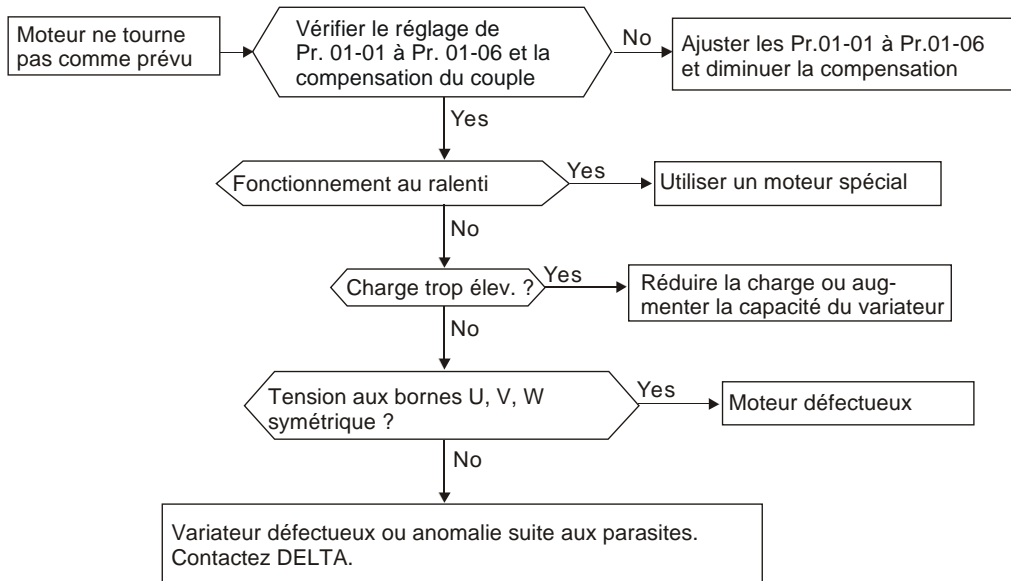 Moteur ne tourne
pas comme prévu
Vérifier le réglage de
Pr. 01-01 à Pr. 01-06 et la
compensation du couple
No
Ajuster les Pr.01-01 à Pr.01-06
et diminuer la compensation
Yes
Fonctionnement au ralenti
Yes
Utiliser un moteur spécial
No
Charge trop élev. ?
Yes
Réduire la charge ou aug-
menter la capacité du variateur
No
Tension aux bornes U, V, W
symétrique ?
Yes
Moteur défectueux
No
Variateur défectueux ou anomalie suite aux parasites.
Contactez DELTA.